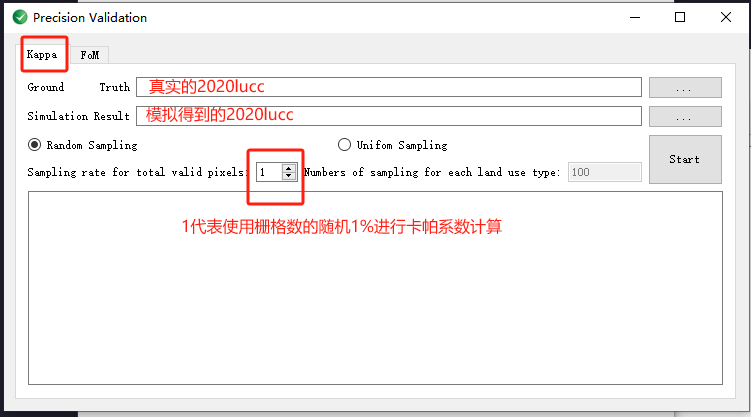 Precision Validation
Kappa FoM
Ground Truth 真实的2020lucc ...
Simulation Result 模拟得到的2020lucc ...
Random Sampling Unifom Sampling
Start
Sampling rate for total valid pixels: 1 Numbers of sampling for each land use type: 100
1代表使用栅格数的随机1%进行卡帕系数计算